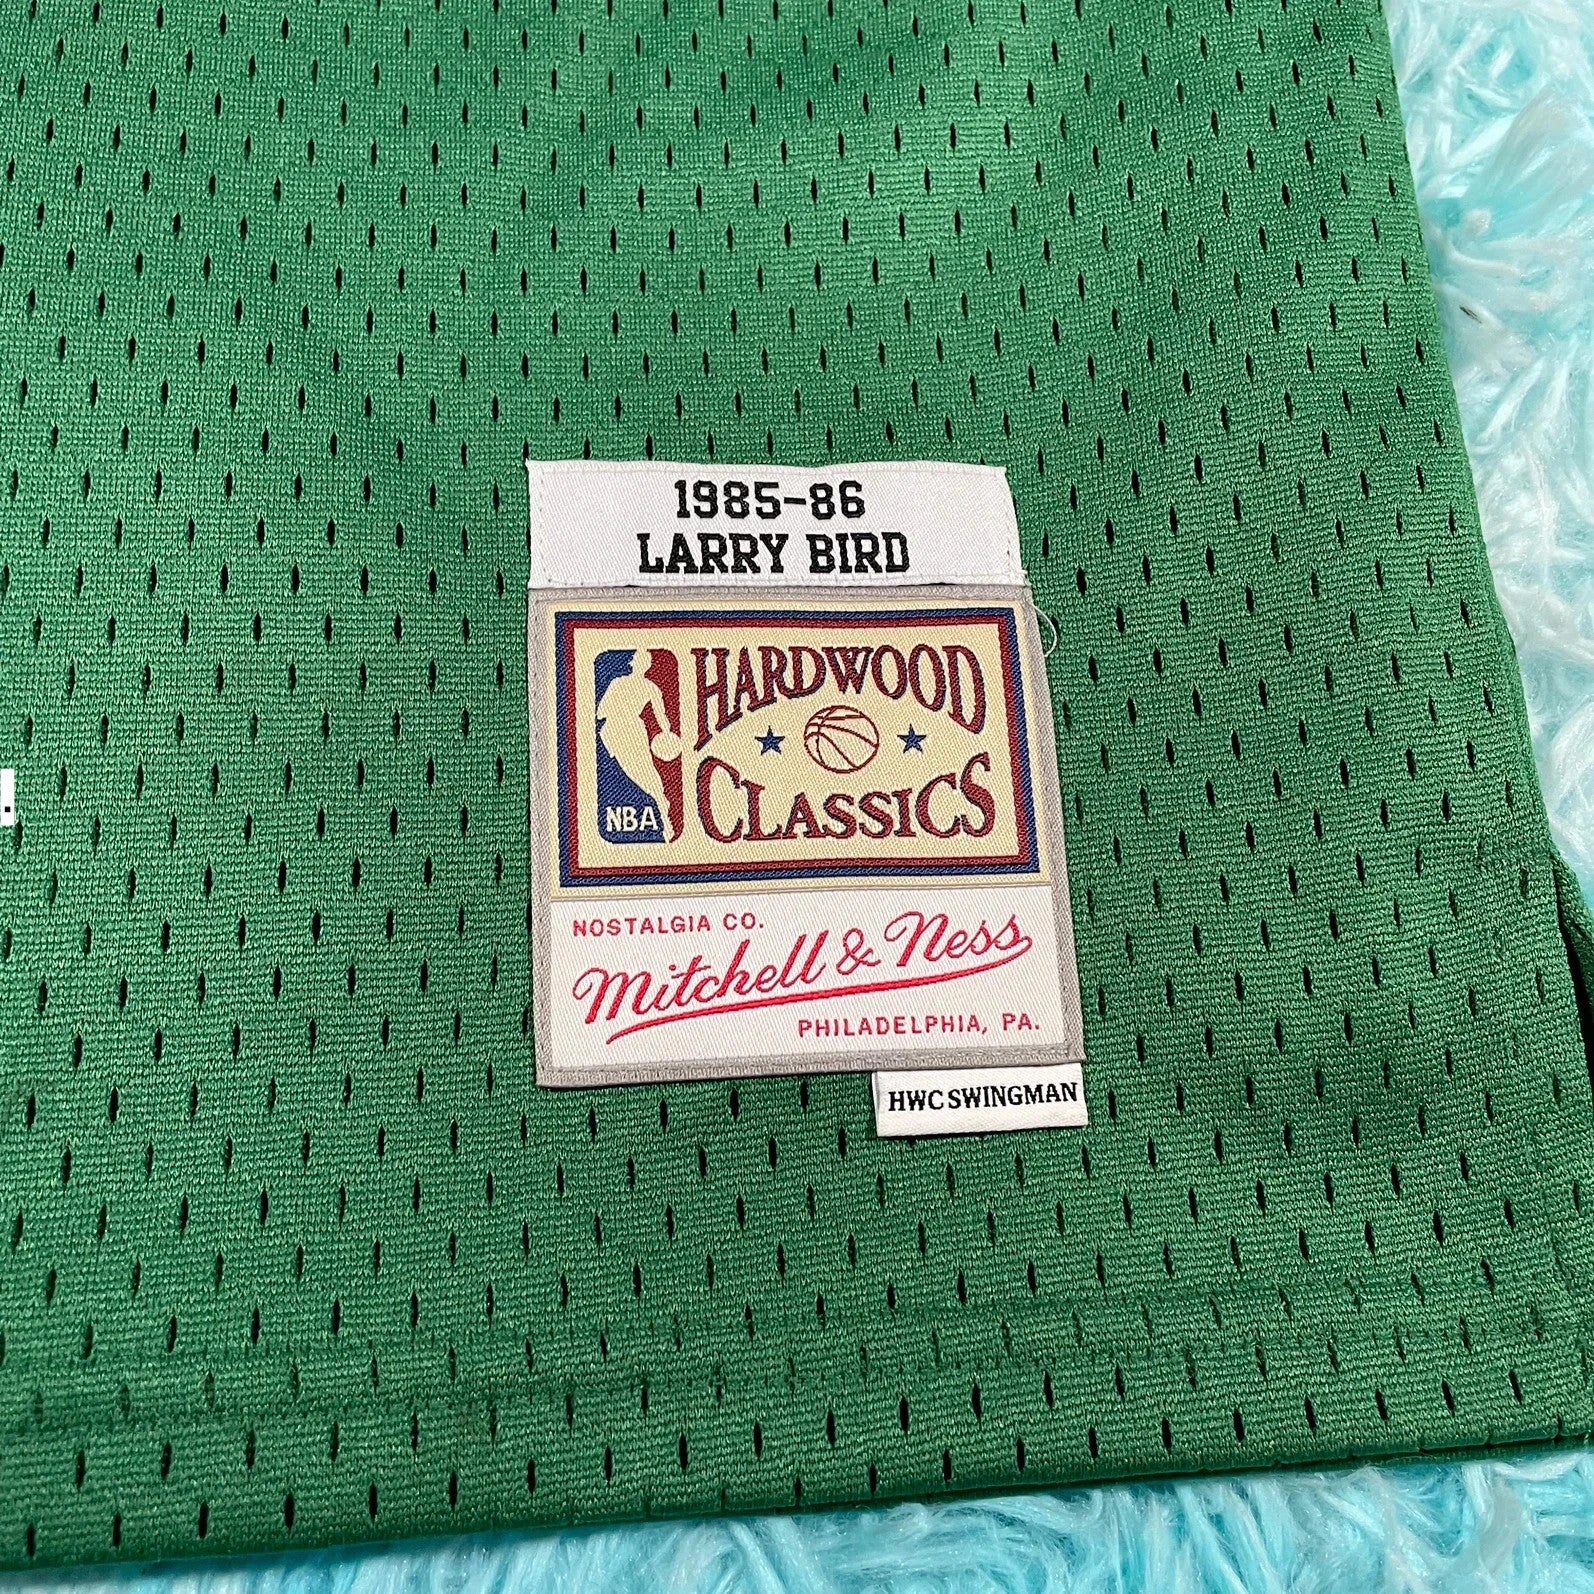 1985-86
LARRY BIRD
HARDWOOD
CLASSICS
NBA
NOSTALGIA CO.
Mitchell & Ness
PHILADELPHIA, PA.
HWC SWINGMAN